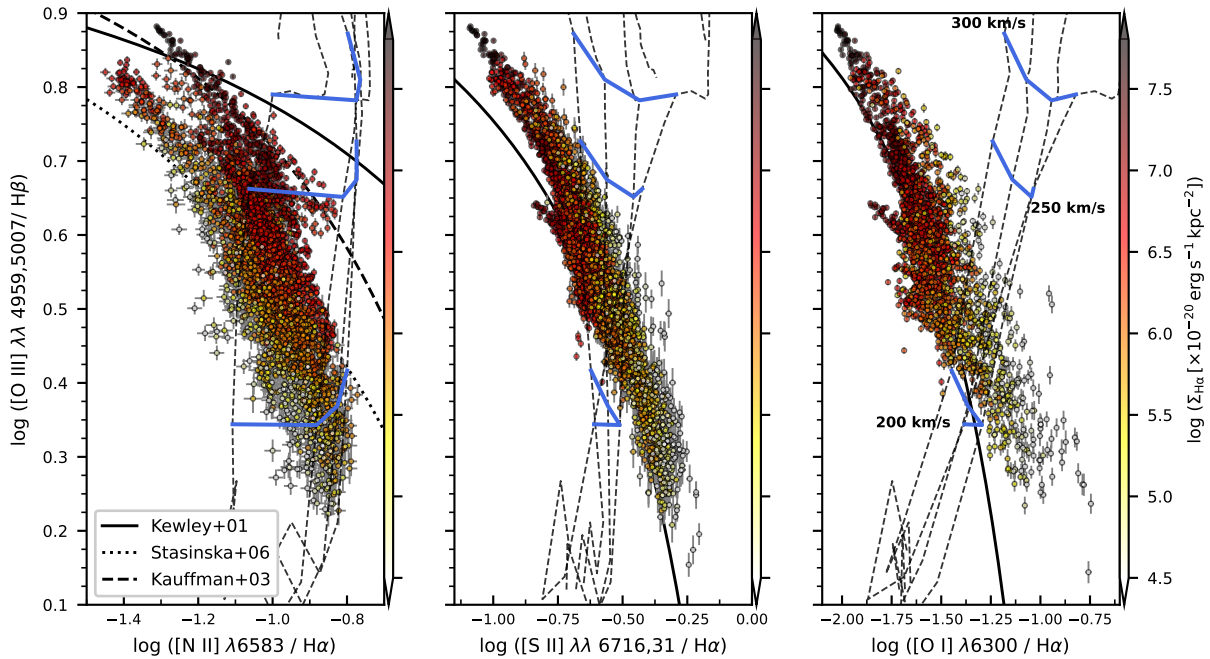 0.9
0.8
0.7
0.6
0.5
0.4
0.3
0.2
0.1
log ([O III] λλ 4959,5007/ Hβ)
Kewley+01
Stasinska+06
Kauffman+03
−1.4 −1.2 −1.0 −0.8
log ([N II] λ6583 / Hα)
−1.00 −0.75 −0.50 −0.25 0.00
log ([S II] λλ 6716,31 / Hα)
300 km/s
250 km/s
200 km/s
−2.00 −1.75 −1.50 −1.25 −1.00 −0.75
log ([O I] λ6300 / Hα)
7.5
7.0
6.5
6.0
5.5
5.0
4.5
log (Σ_Hα [×10⁻²⁰ erg s⁻¹ kpc⁻²])